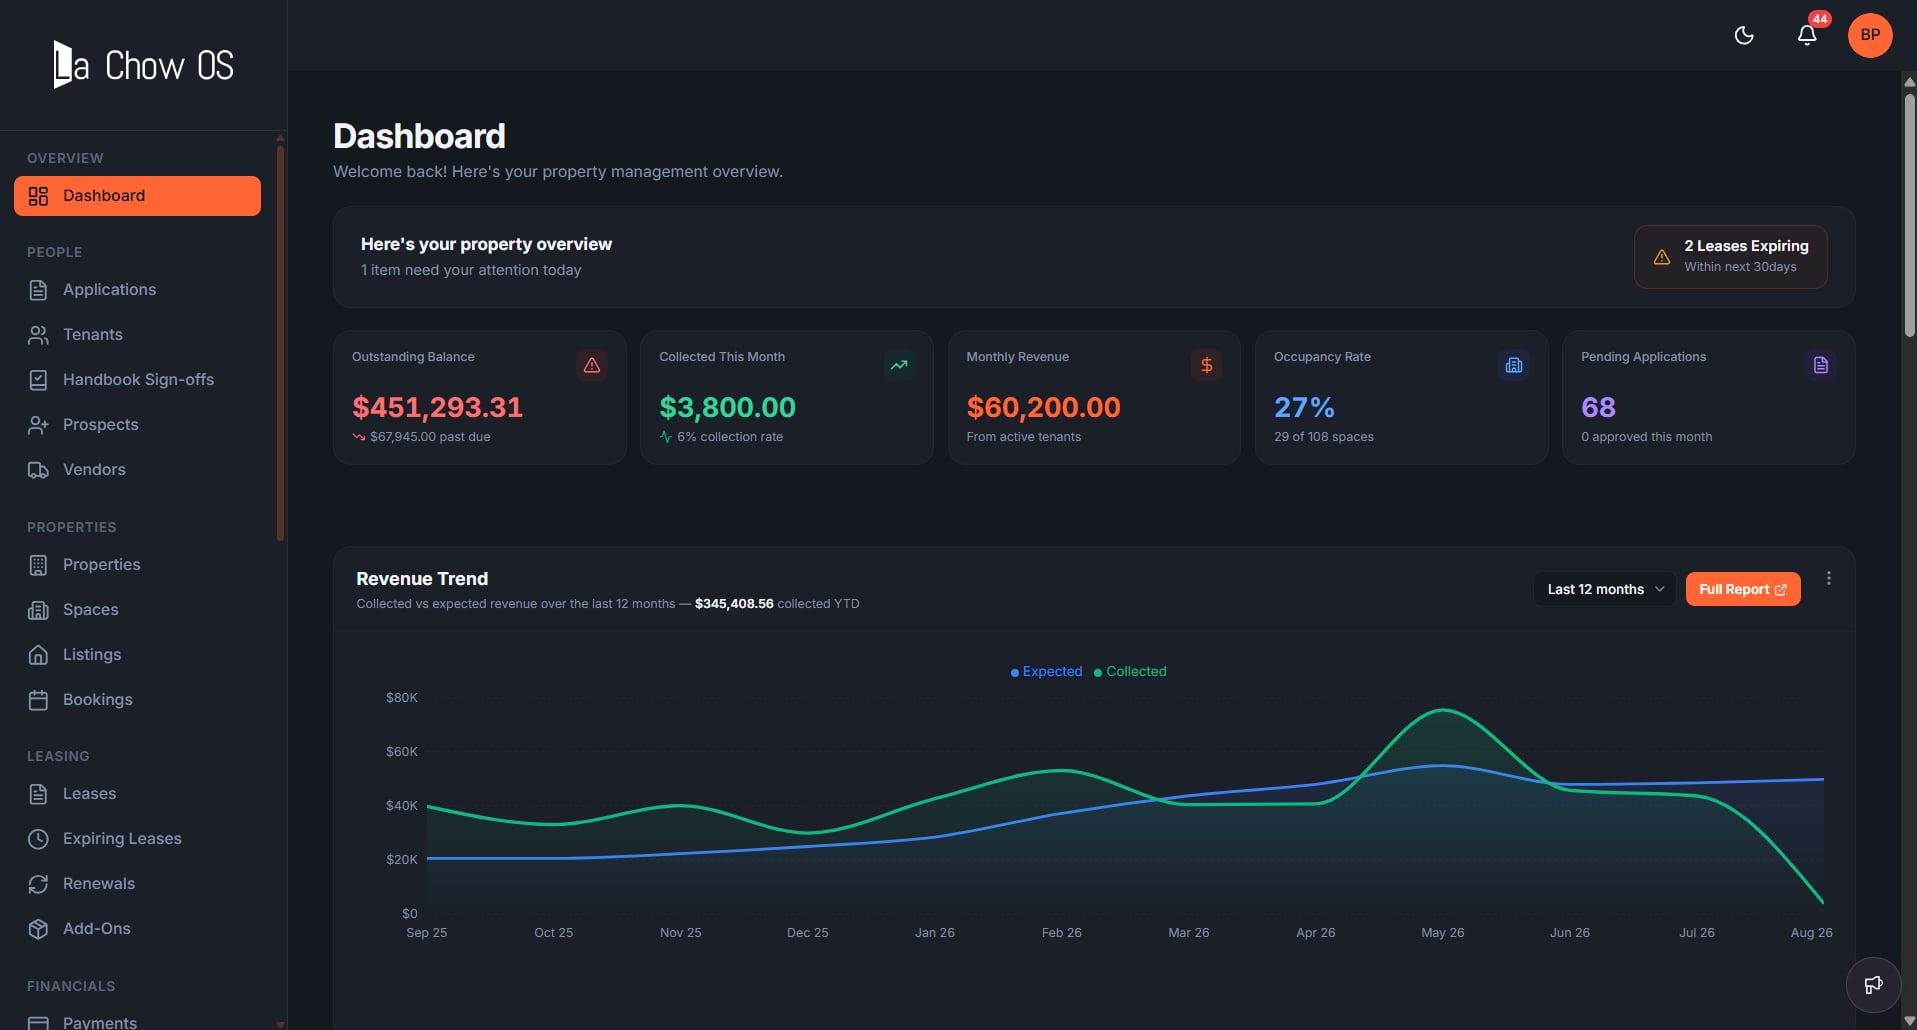 La Chow OS
44
BP
OVERVIEW
Dashboard
PEOPLE
Applications
Tenants
Handbook Sign-offs
Prospects
Vendors
PROPERTIES
Properties
Spaces
Listings
Bookings
LEASING
Leases
Expiring Leases
Renewals
Add-Ons
FINANCIALS
Payments
Dashboard
Welcome back! Here's your property management overview.
Here's your property overview
1 item need your attention today
2 Leases Expiring
Within next 30days
Outstanding Balance
$451,293.31
$67,945.00 past due
Collected This Month
$3,800.00
6% collection rate
Monthly Revenue
$60,200.00
From active tenants
Occupancy Rate
27%
29 of 108 spaces
Pending Applications
68
0 approved this month
Revenue Trend
Collected vs expected revenue over the last 12 months — $345,408.56 collected YTD
Last 12 months
Full Report
Expected Collected
$80K
$60K
$40K
$20K
$0
Sep 25 Oct 25 Nov 25 Dec 25 Jan 26 Feb 26 Mar 26 Apr 26 May 26 Jun 26 Jul 26 Aug 26